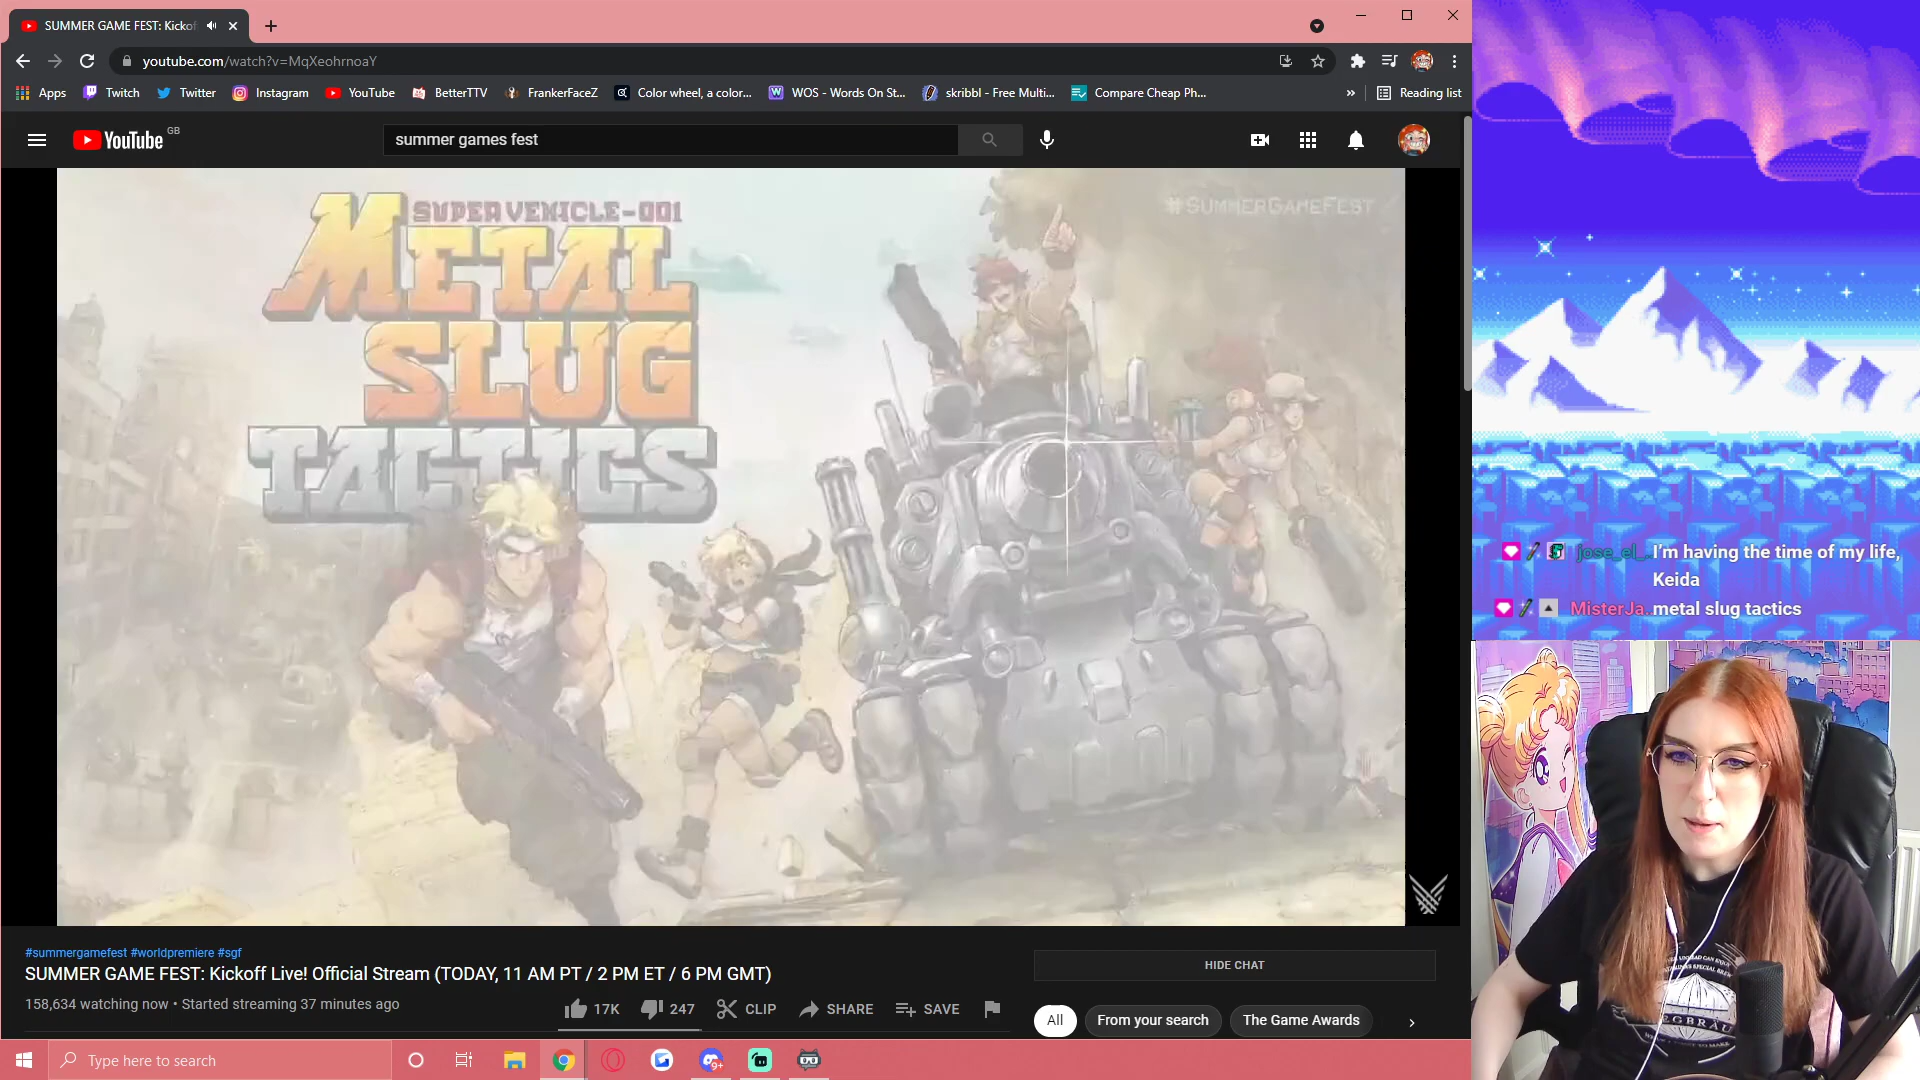 SUMMER GAME FEST: Kickof
youtube.com/watch?v=MqXeohrnoaY
Apps
Twitch
Twitter
Instagram
YouTube
BetterTTV
FrankerFaceZ
Color wheel, a color...
WOS - Words On St...
skribbl - Free Multi...
Compare Cheap Ph...
»
Reading list
YouTube GB
summer games fest
#SUMMERGAMEFEST
SUPER VEHICLE-001
METAL
SLUG
TACTICS
jose_el_..I'm having the time of my life,
Keida
MisterJa..metal slug tactics
#summergamefest #worldpremiere #sgf
SUMMER GAME FEST: Kickoff Live! Official Stream (TODAY, 11 AM PT / 2 PM ET / 6 PM GMT)
158,634 watching now • Started streaming 37 minutes ago
17K
247
CLIP
SHARE
SAVE
HIDE CHAT
All
From your search
The Game Awards
Type here to search
9+